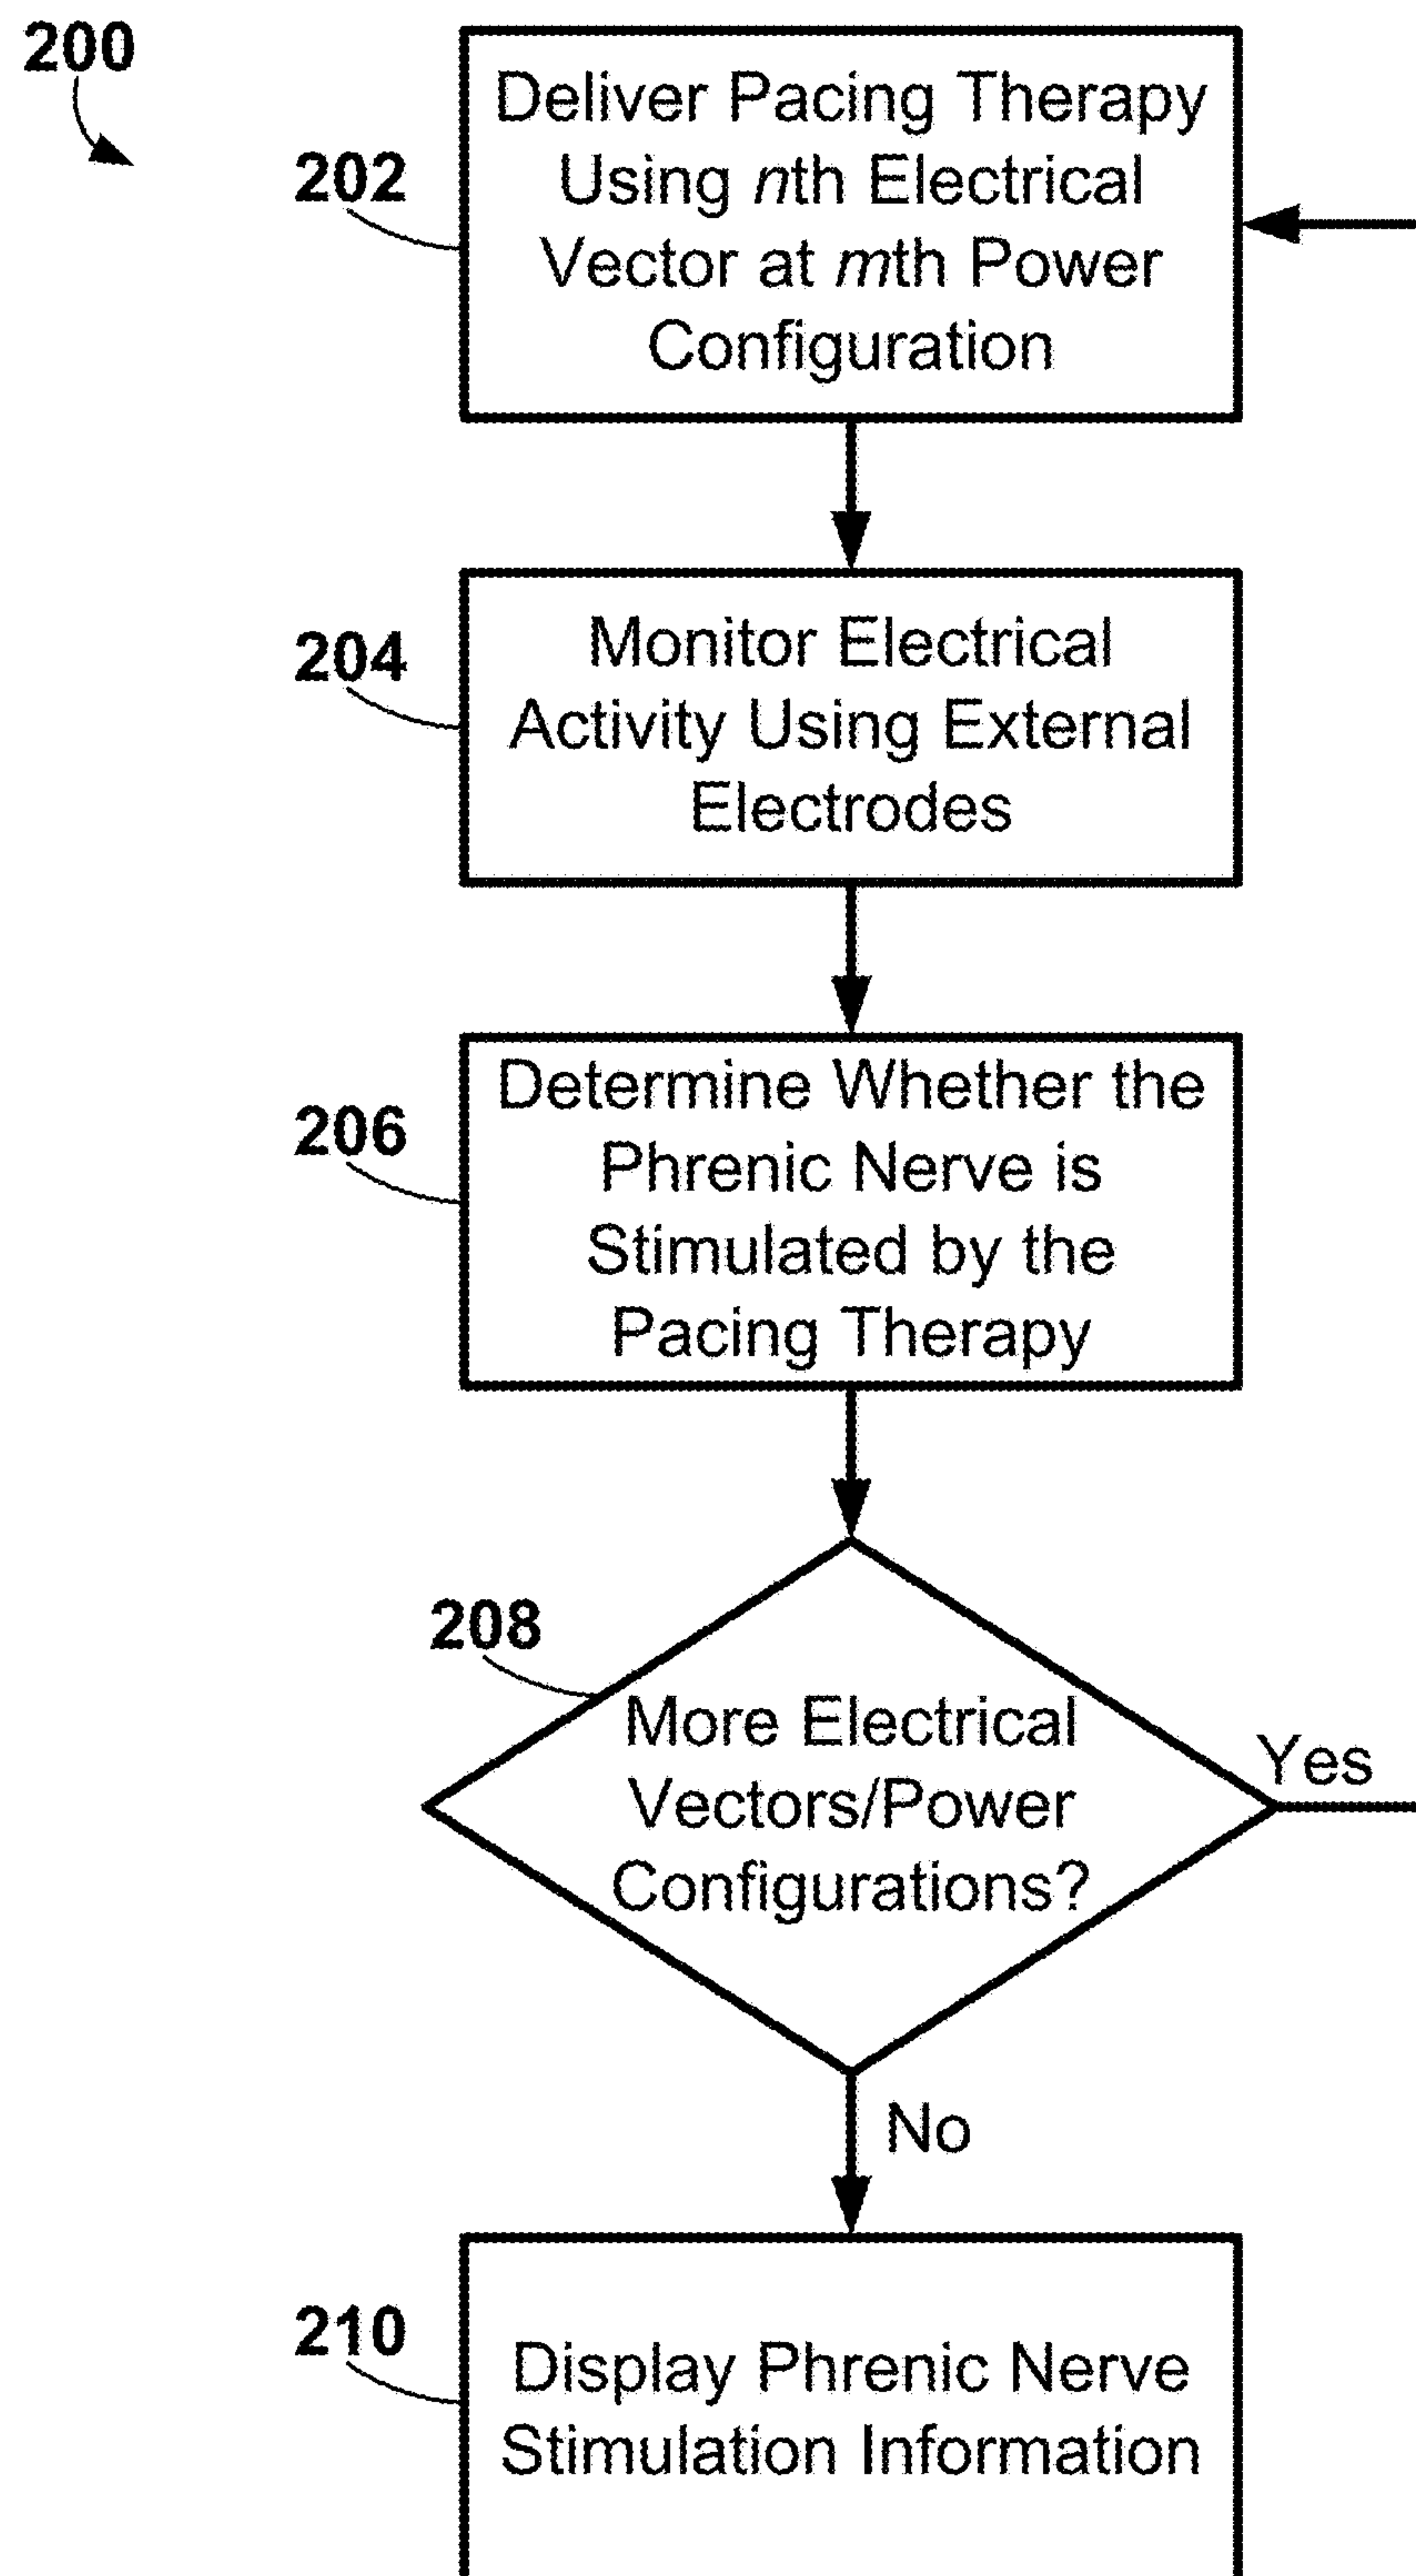 200
202
Deliver Pacing Therapy
Using nth Electrical
Vector at mth Power
Configuration
204
Monitor Electrical
Activity Using External
Electrodes
206
Determine Whether the
Phrenic Nerve is
Stimulated by the
Pacing Therapy
208
More Electrical
Vectors/Power
Configurations?
Yes
No
210
Display Phrenic Nerve
Stimulation Information